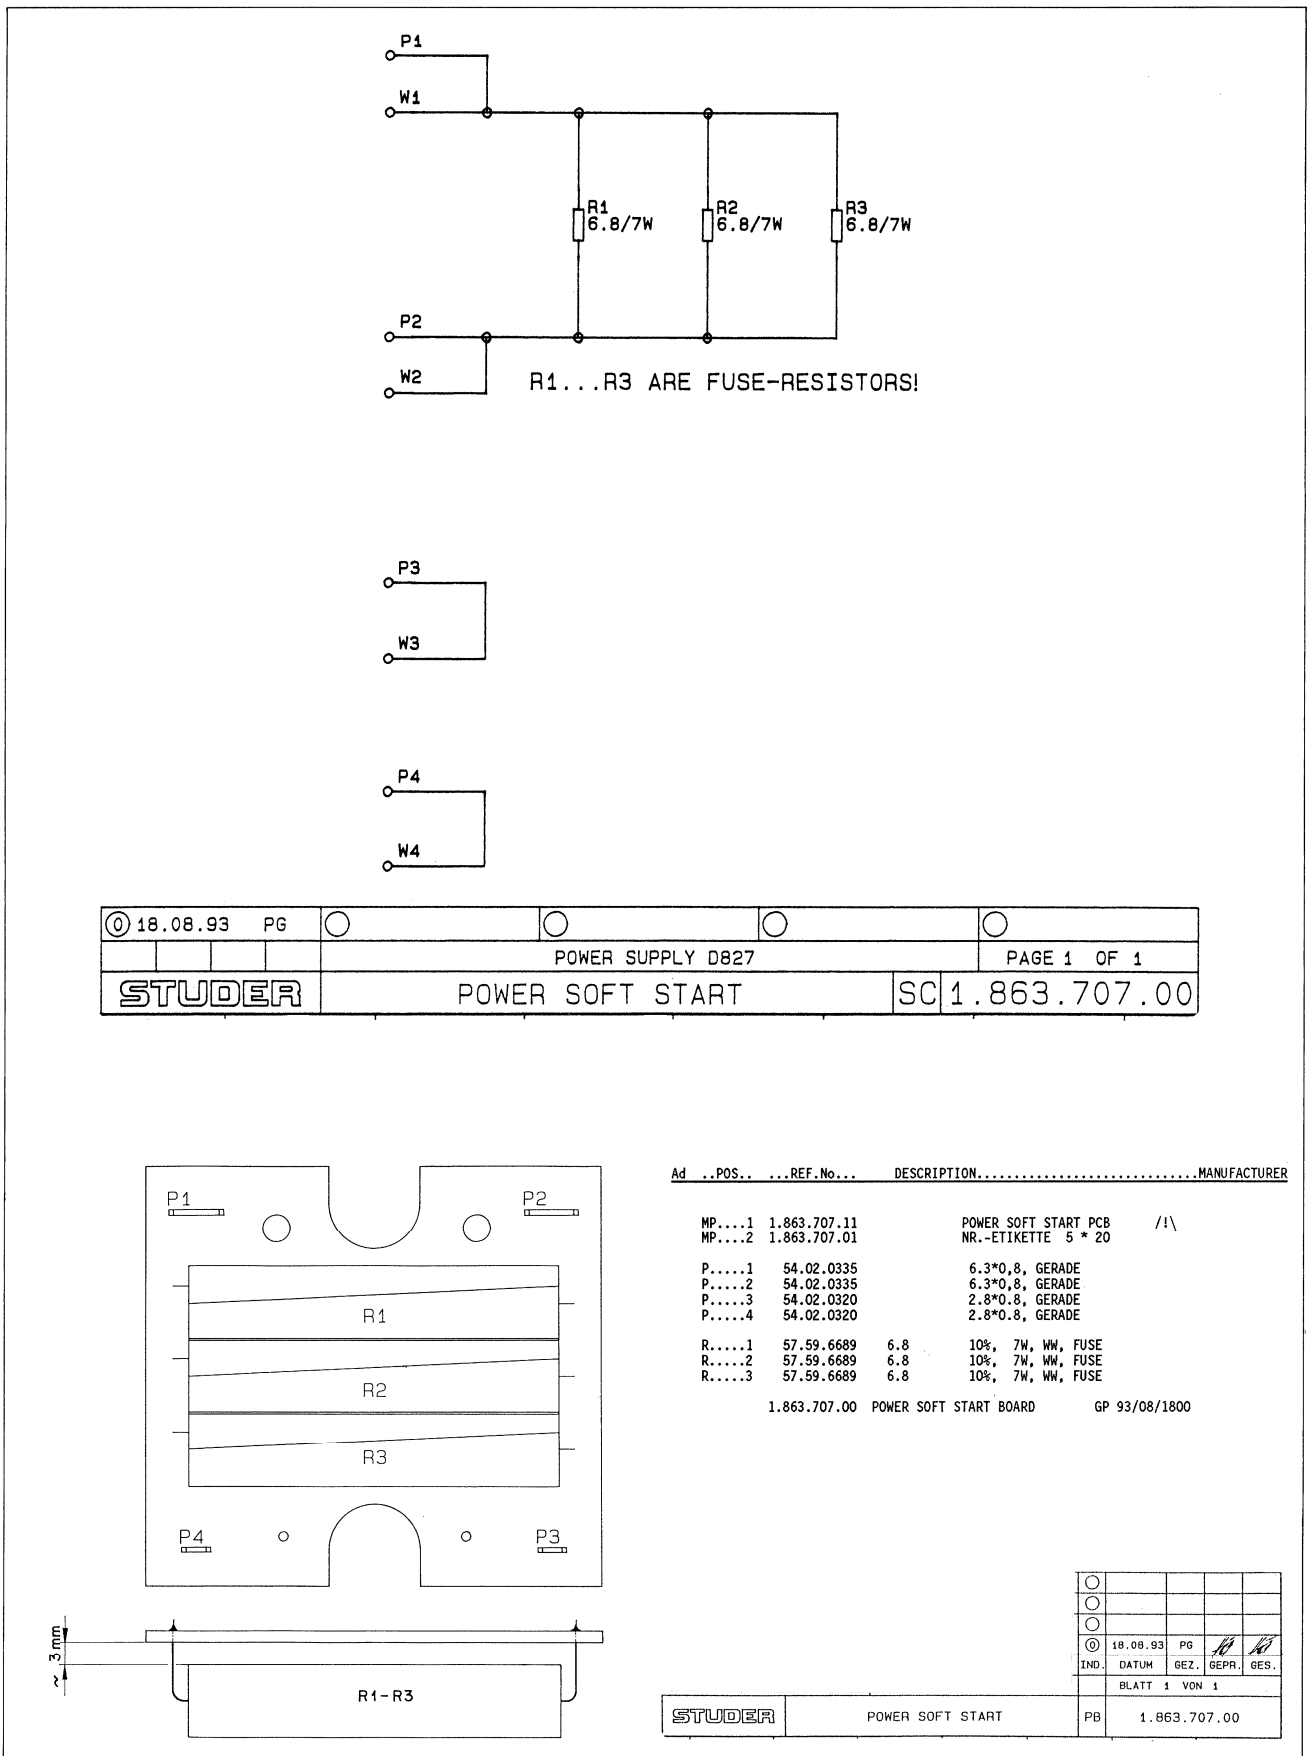 P1
W1
R1
6.8/7W
R2
6.8/7W
R3
6.8/7W
P2
W2
R1...R3 ARE FUSE-RESISTORS!
P3
W3
P4
W4
0 18.08.93 PG
POWER SUPPLY D827
PAGE 1 OF 1
STUDER
POWER SOFT START
SC
1.863.707.00
P1
P2
R1
R2
R3
P4
P3
~ 3mm
R1-R3
Ad ..POS.. ...REF.No... DESCRIPTION............................MANUFACTURER
MP....1 1.863.707.11 POWER SOFT START PCB /!\
MP....2 1.863.707.01 NR.-ETIKETTE 5 * 20
P.....1 54.02.0335 6.3*0,8, GERADE
P.....2 54.02.0335 6.3*0,8, GERADE
P.....3 54.02.0320 2.8*0.8, GERADE
P.....4 54.02.0320 2.8*0.8, GERADE
R.....1 57.59.6689 6.8 10%, 7W, WW, FUSE
R.....2 57.59.6689 6.8 10%, 7W, WW, FUSE
R.....3 57.59.6689 6.8 10%, 7W, WW, FUSE
1.863.707.00 POWER SOFT START BOARD GP 93/08/1800
0 18.08.93 PG
IND. DATUM GEZ. GEPR. GES.
BLATT 1 VON 1
STUDER
POWER SOFT START
PB
1.863.707.00